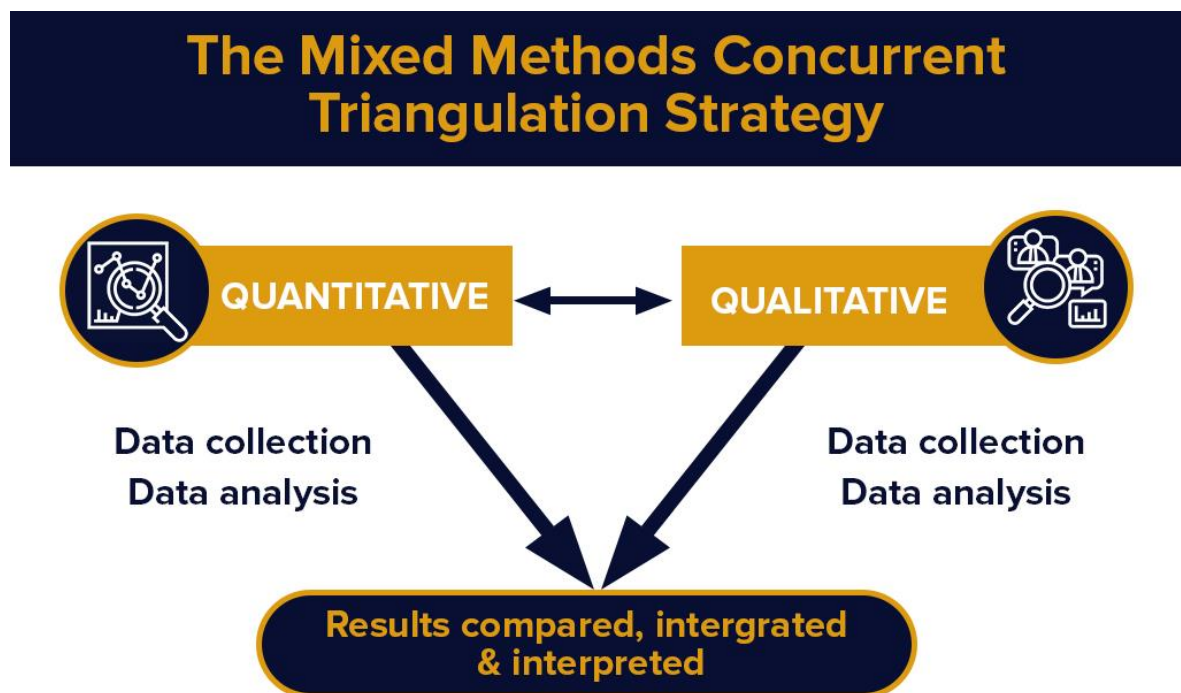 The Mixed Methods Concurrent
Triangulation Strategy
QUANTITATIVE
QUALITATIVE
Data collection
Data analysis
Data collection
Data analysis
Results compared, intergrated
& interpreted